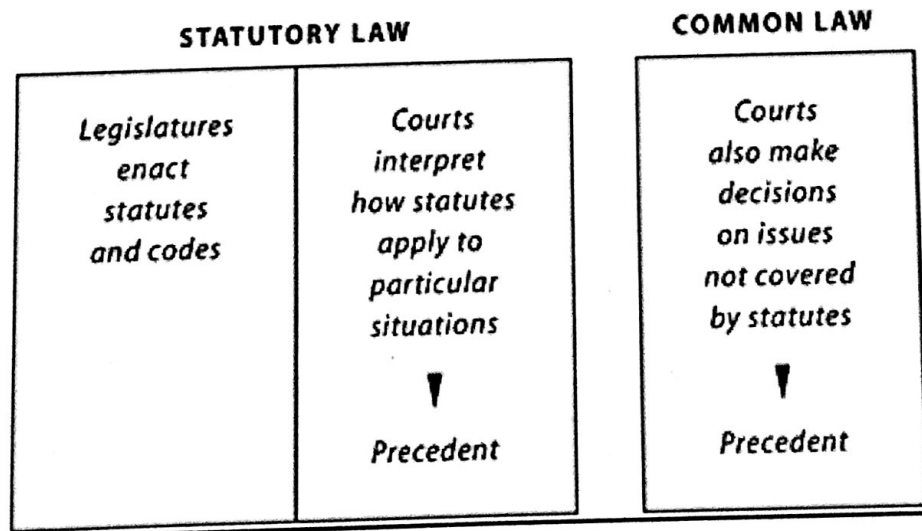 STATUTORY LAW
Legislatures
enact
statutes
and codes
Courts
interpret
how statutes
apply to
particular
situations
Precedent
COMMON LAW
Courts
also make
decisions
on issues
not covered
by statutes
Precedent